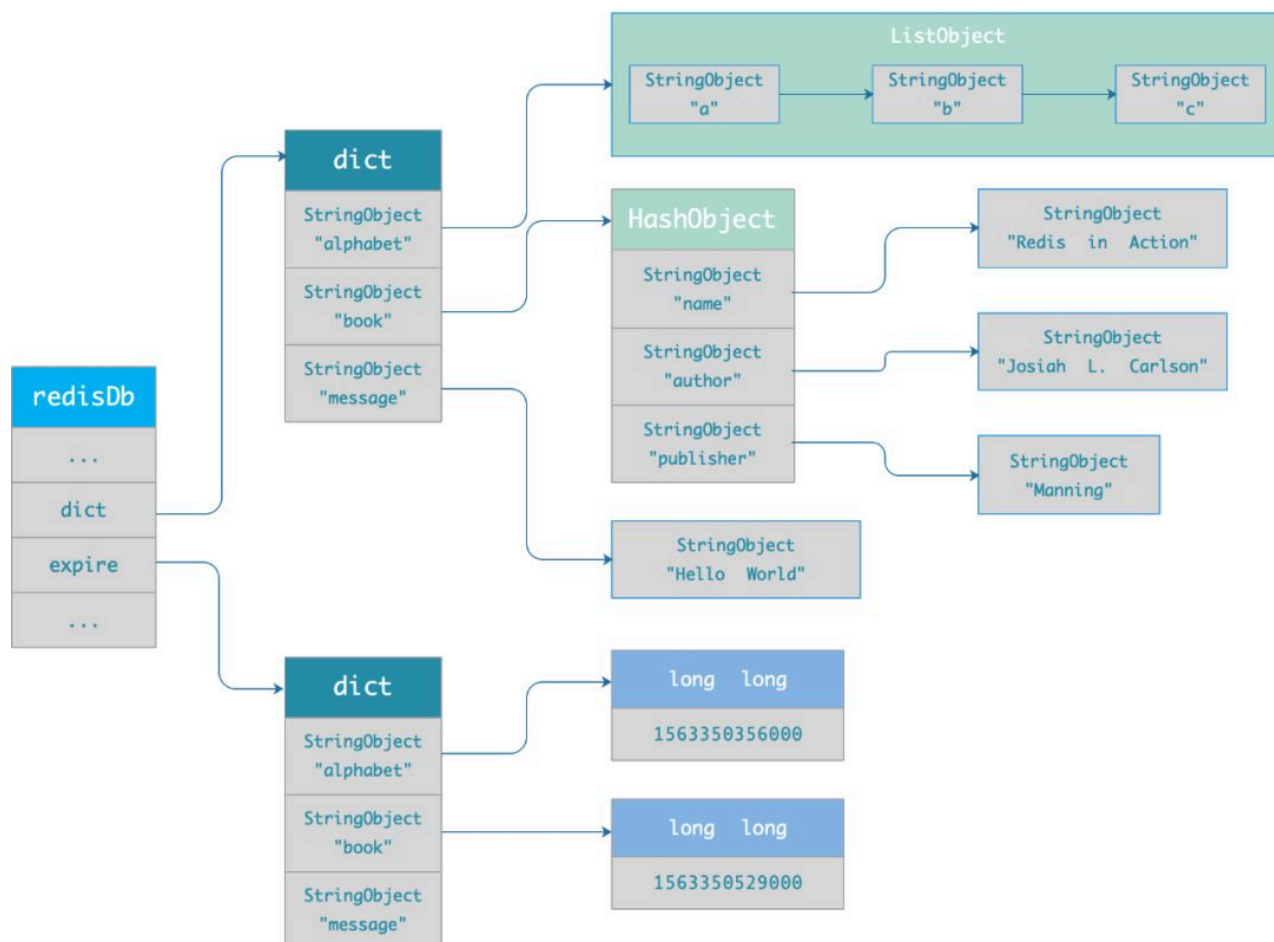 redisDb
...
dict
expire
...
dict
StringObject
"alphabet"
StringObject
"book"
StringObject
"message"
ListObject
StringObject
"a"
StringObject
"b"
StringObject
"c"
HashObject
StringObject
"name"
StringObject
"author"
StringObject
"publisher"
StringObject
"Redis in Action"
StringObject
"Josiah L. Carlson"
StringObject
"Manning"
StringObject
"Hello World"
dict
StringObject
"alphabet"
StringObject
"book"
StringObject
"message"
long long
1563350356000
long long
1563350529000